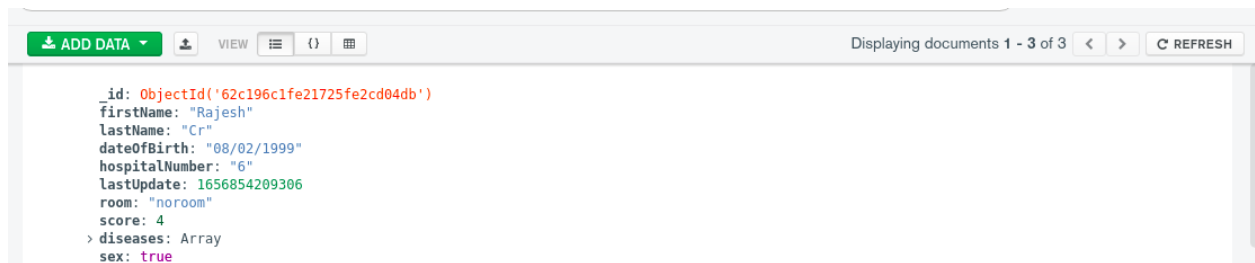 ADD DATA VIEW {} Displaying documents 1 - 3 of 3 < > REFRESH
_id: ObjectId('62c196c1fe21725fe2cd04db')
firstName: "Rajesh"
lastName: "Cr"
dateOfBirth: "08/02/1999"
hospitalNumber: "6"
lastUpdate: 1656854209306
room: "noroom"
score: 4
> diseases: Array
sex: true